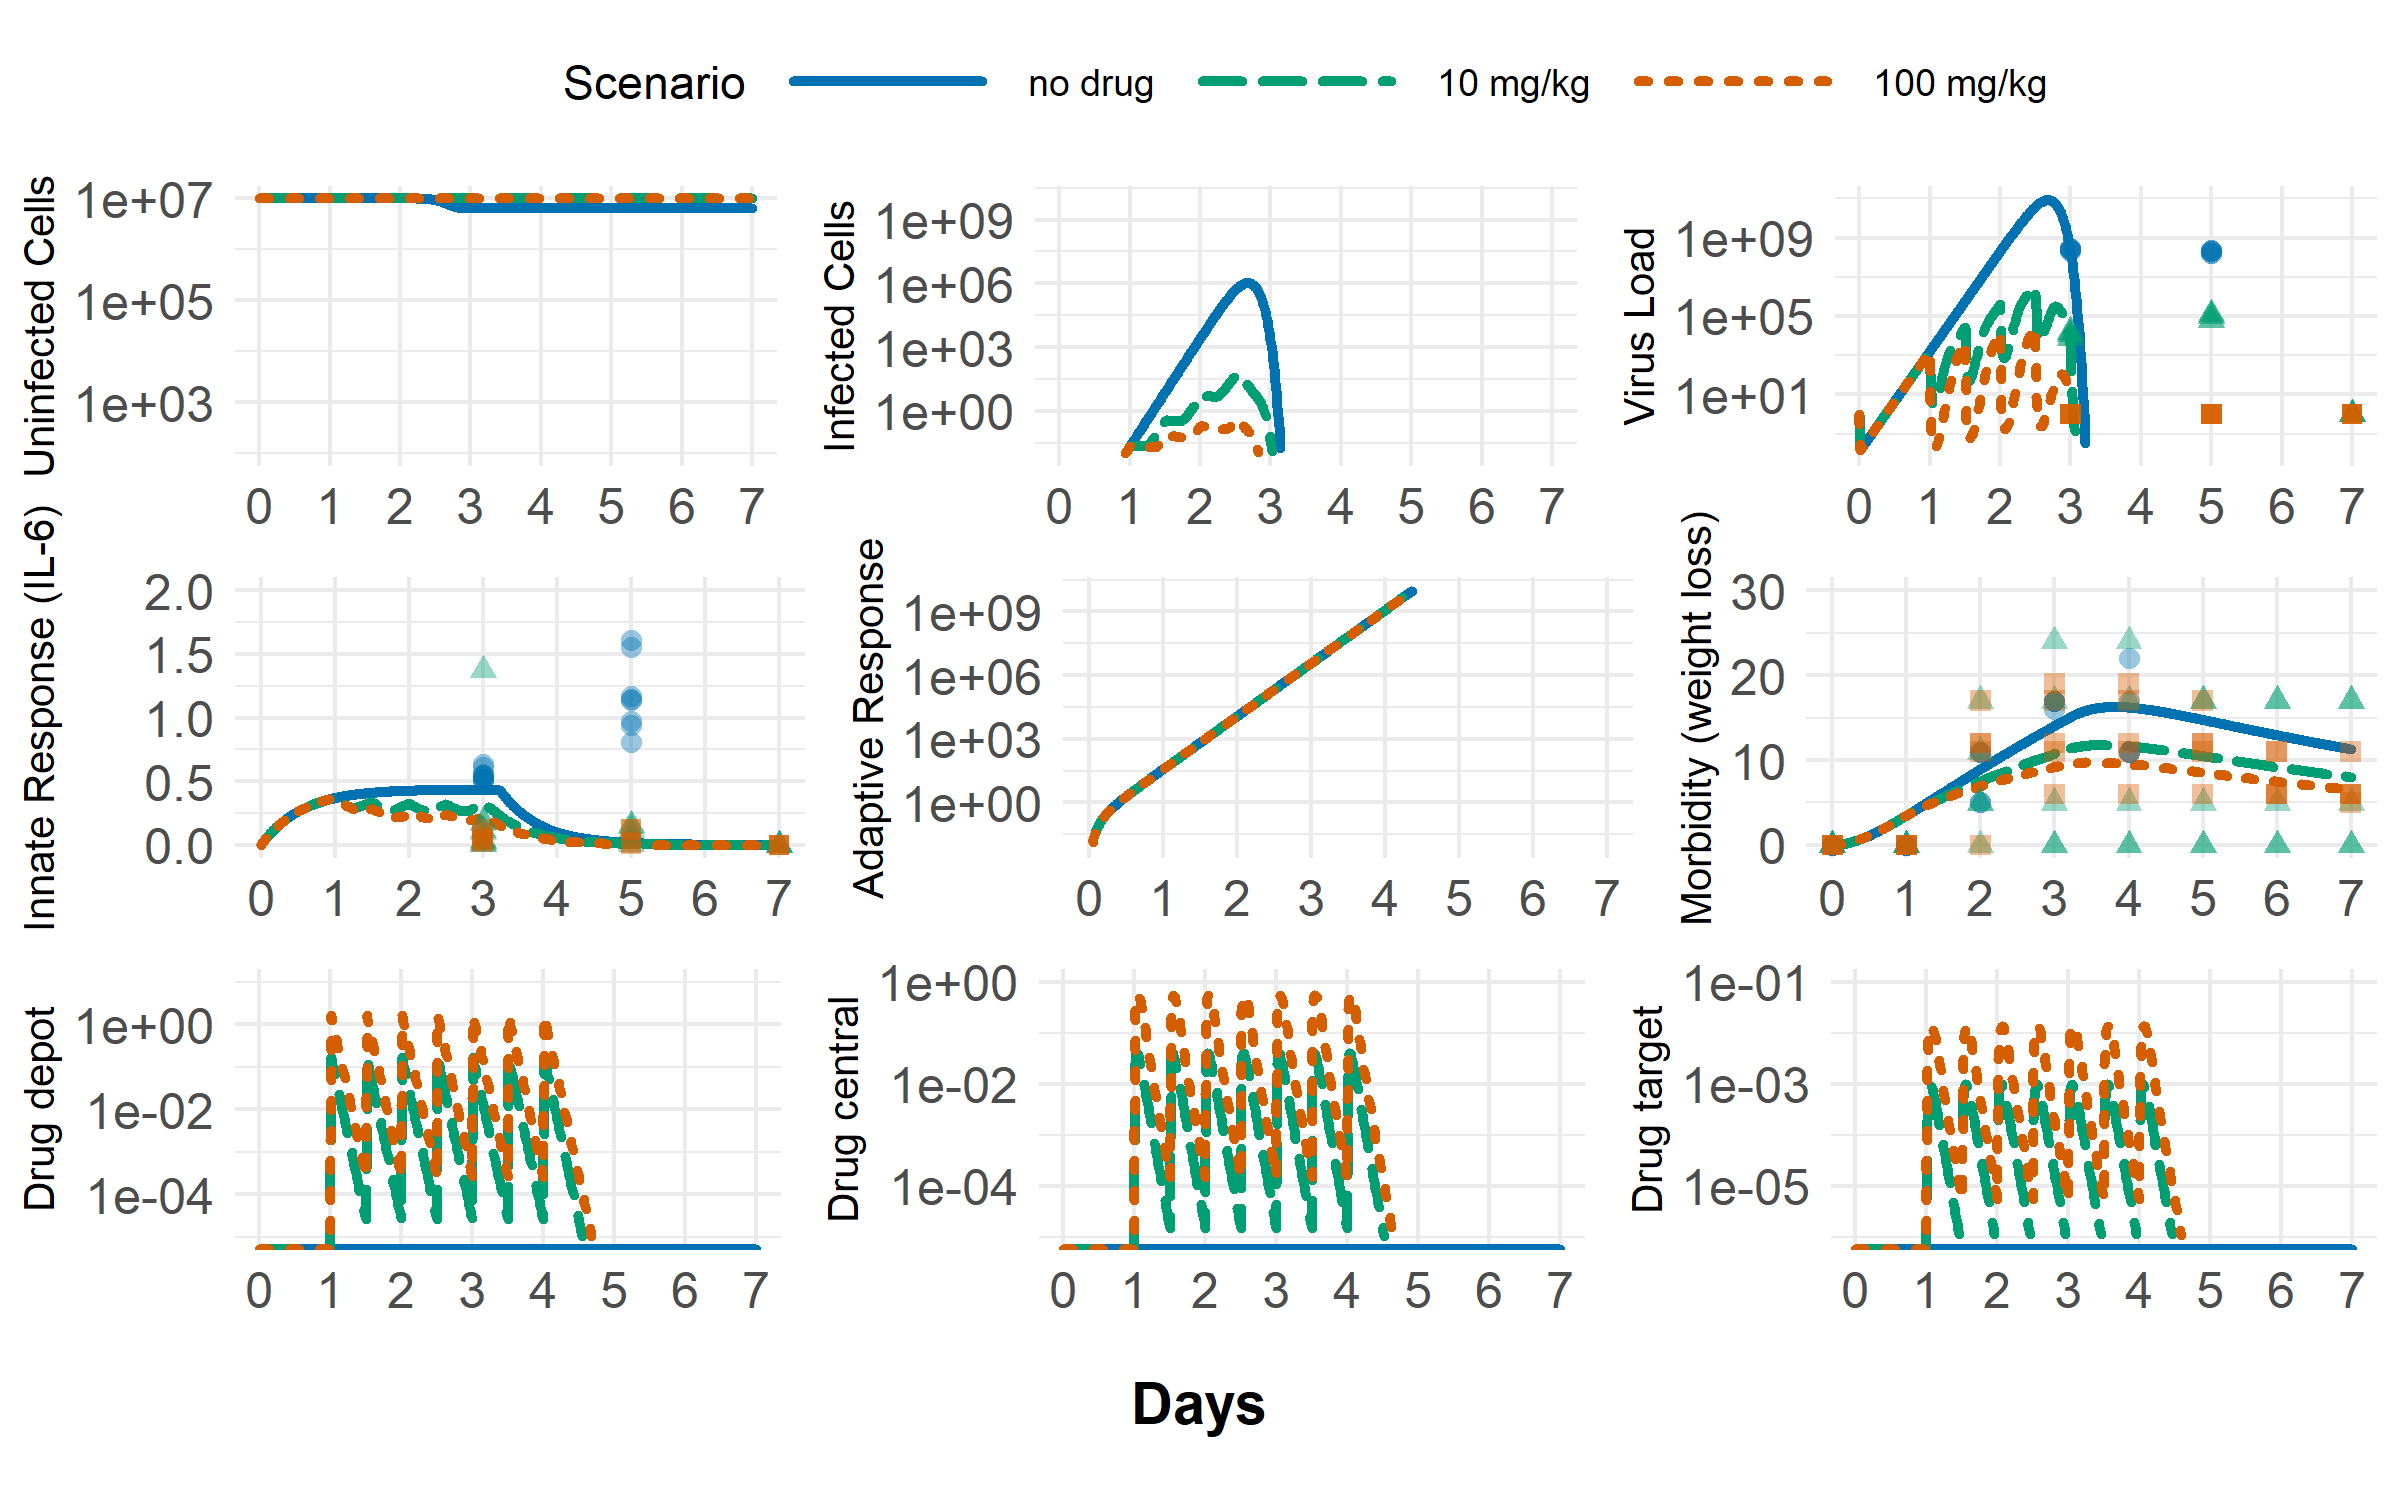 Scenario no drug 10 mg/kg 100 mg/kg
Uninfected Cells
1e+07
1e+05
1e+03
0 1 2 3 4 5 6 7
Infected Cells
1e+09
1e+06
1e+03
1e+00
0 1 2 3 4 5 6 7
Virus Load
1e+09
1e+05
1e+01
0 1 2 3 4 5 6 7
Innate Response (IL-6)
2.0
1.5
1.0
0.5
0.0
0 1 2 3 4 5 6 7
Adaptive Response
1e+09
1e+06
1e+03
1e+00
0 1 2 3 4 5 6 7
Morbidity (weight loss)
30
20
10
0
0 1 2 3 4 5 6 7
Drug depot
1e+00
1e-02
1e-04
0 1 2 3 4 5 6 7
Drug central
1e+00
1e-02
1e-04
0 1 2 3 4 5 6 7
Drug target
1e-01
1e-03
1e-05
0 1 2 3 4 5 6 7
Days